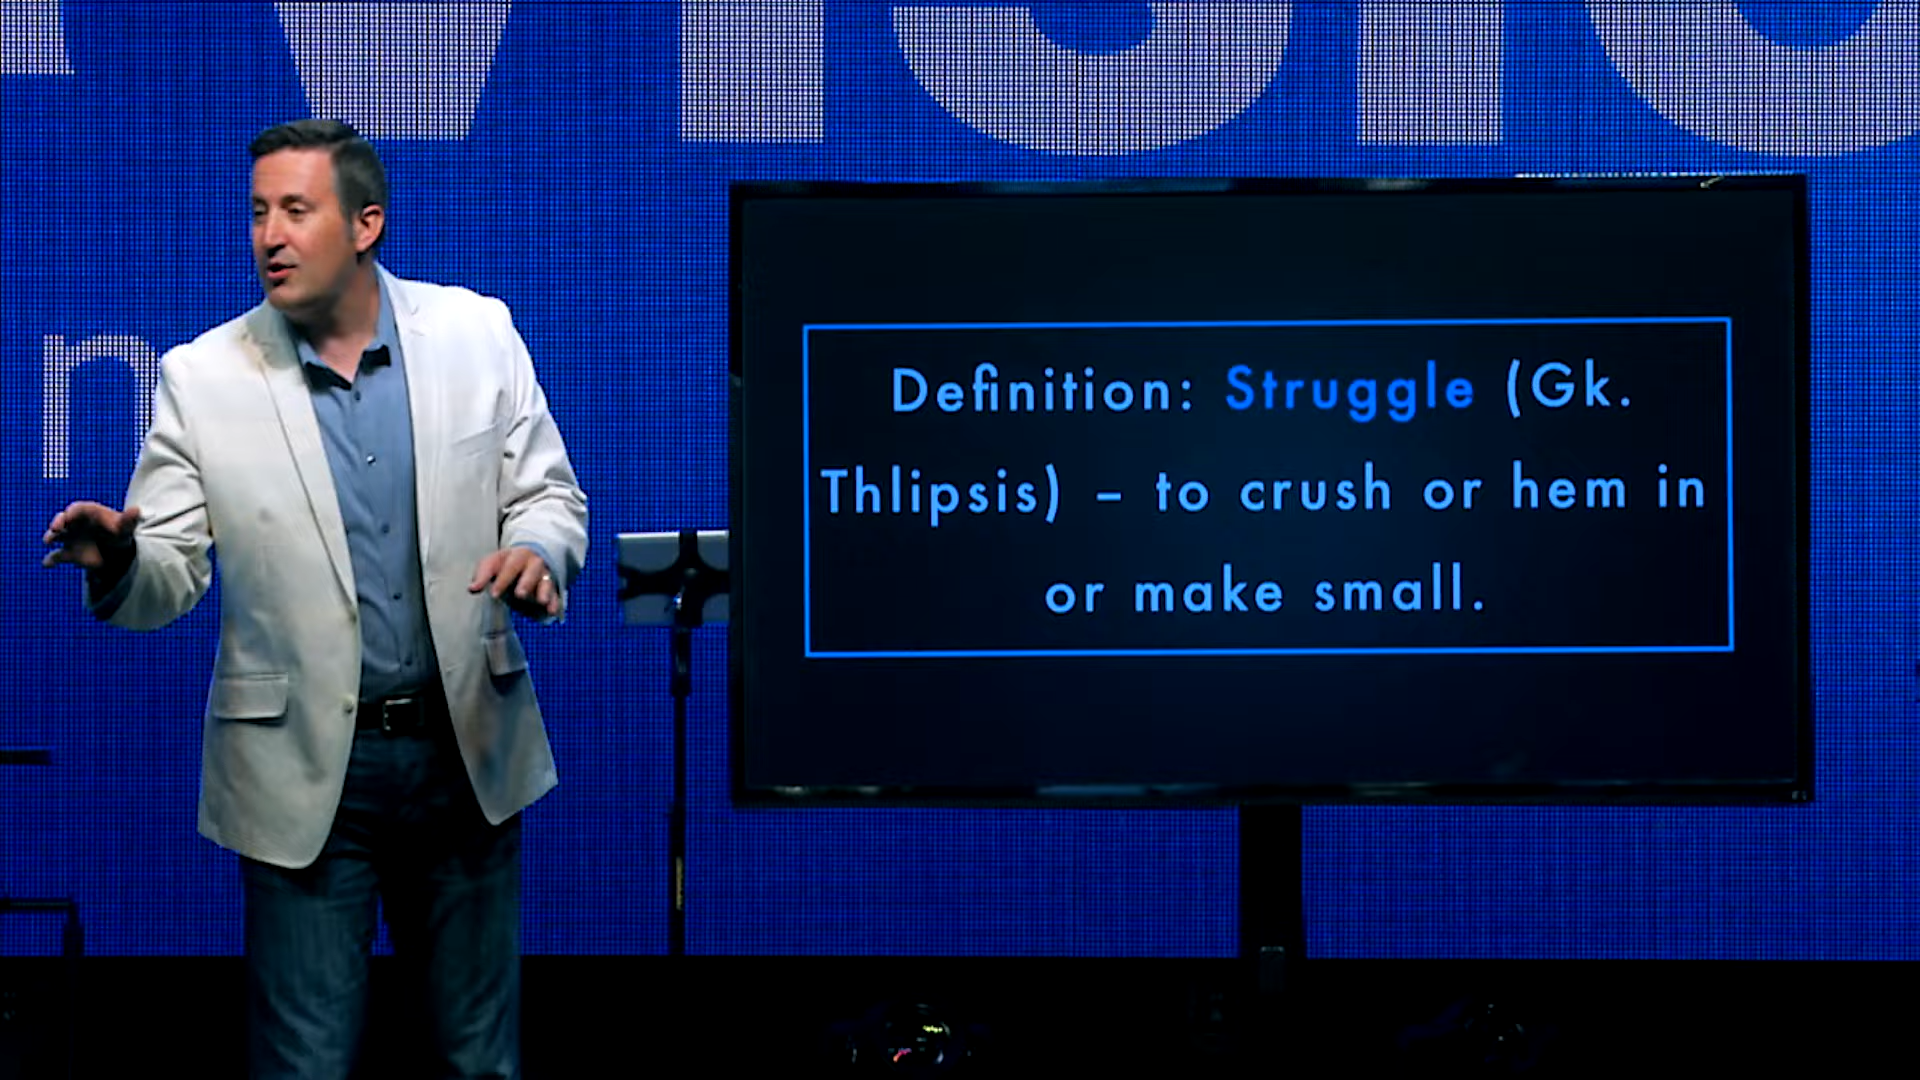 n
Definition: Struggle (Gk.
Thlipsis) – to crush or hem in
or make small.